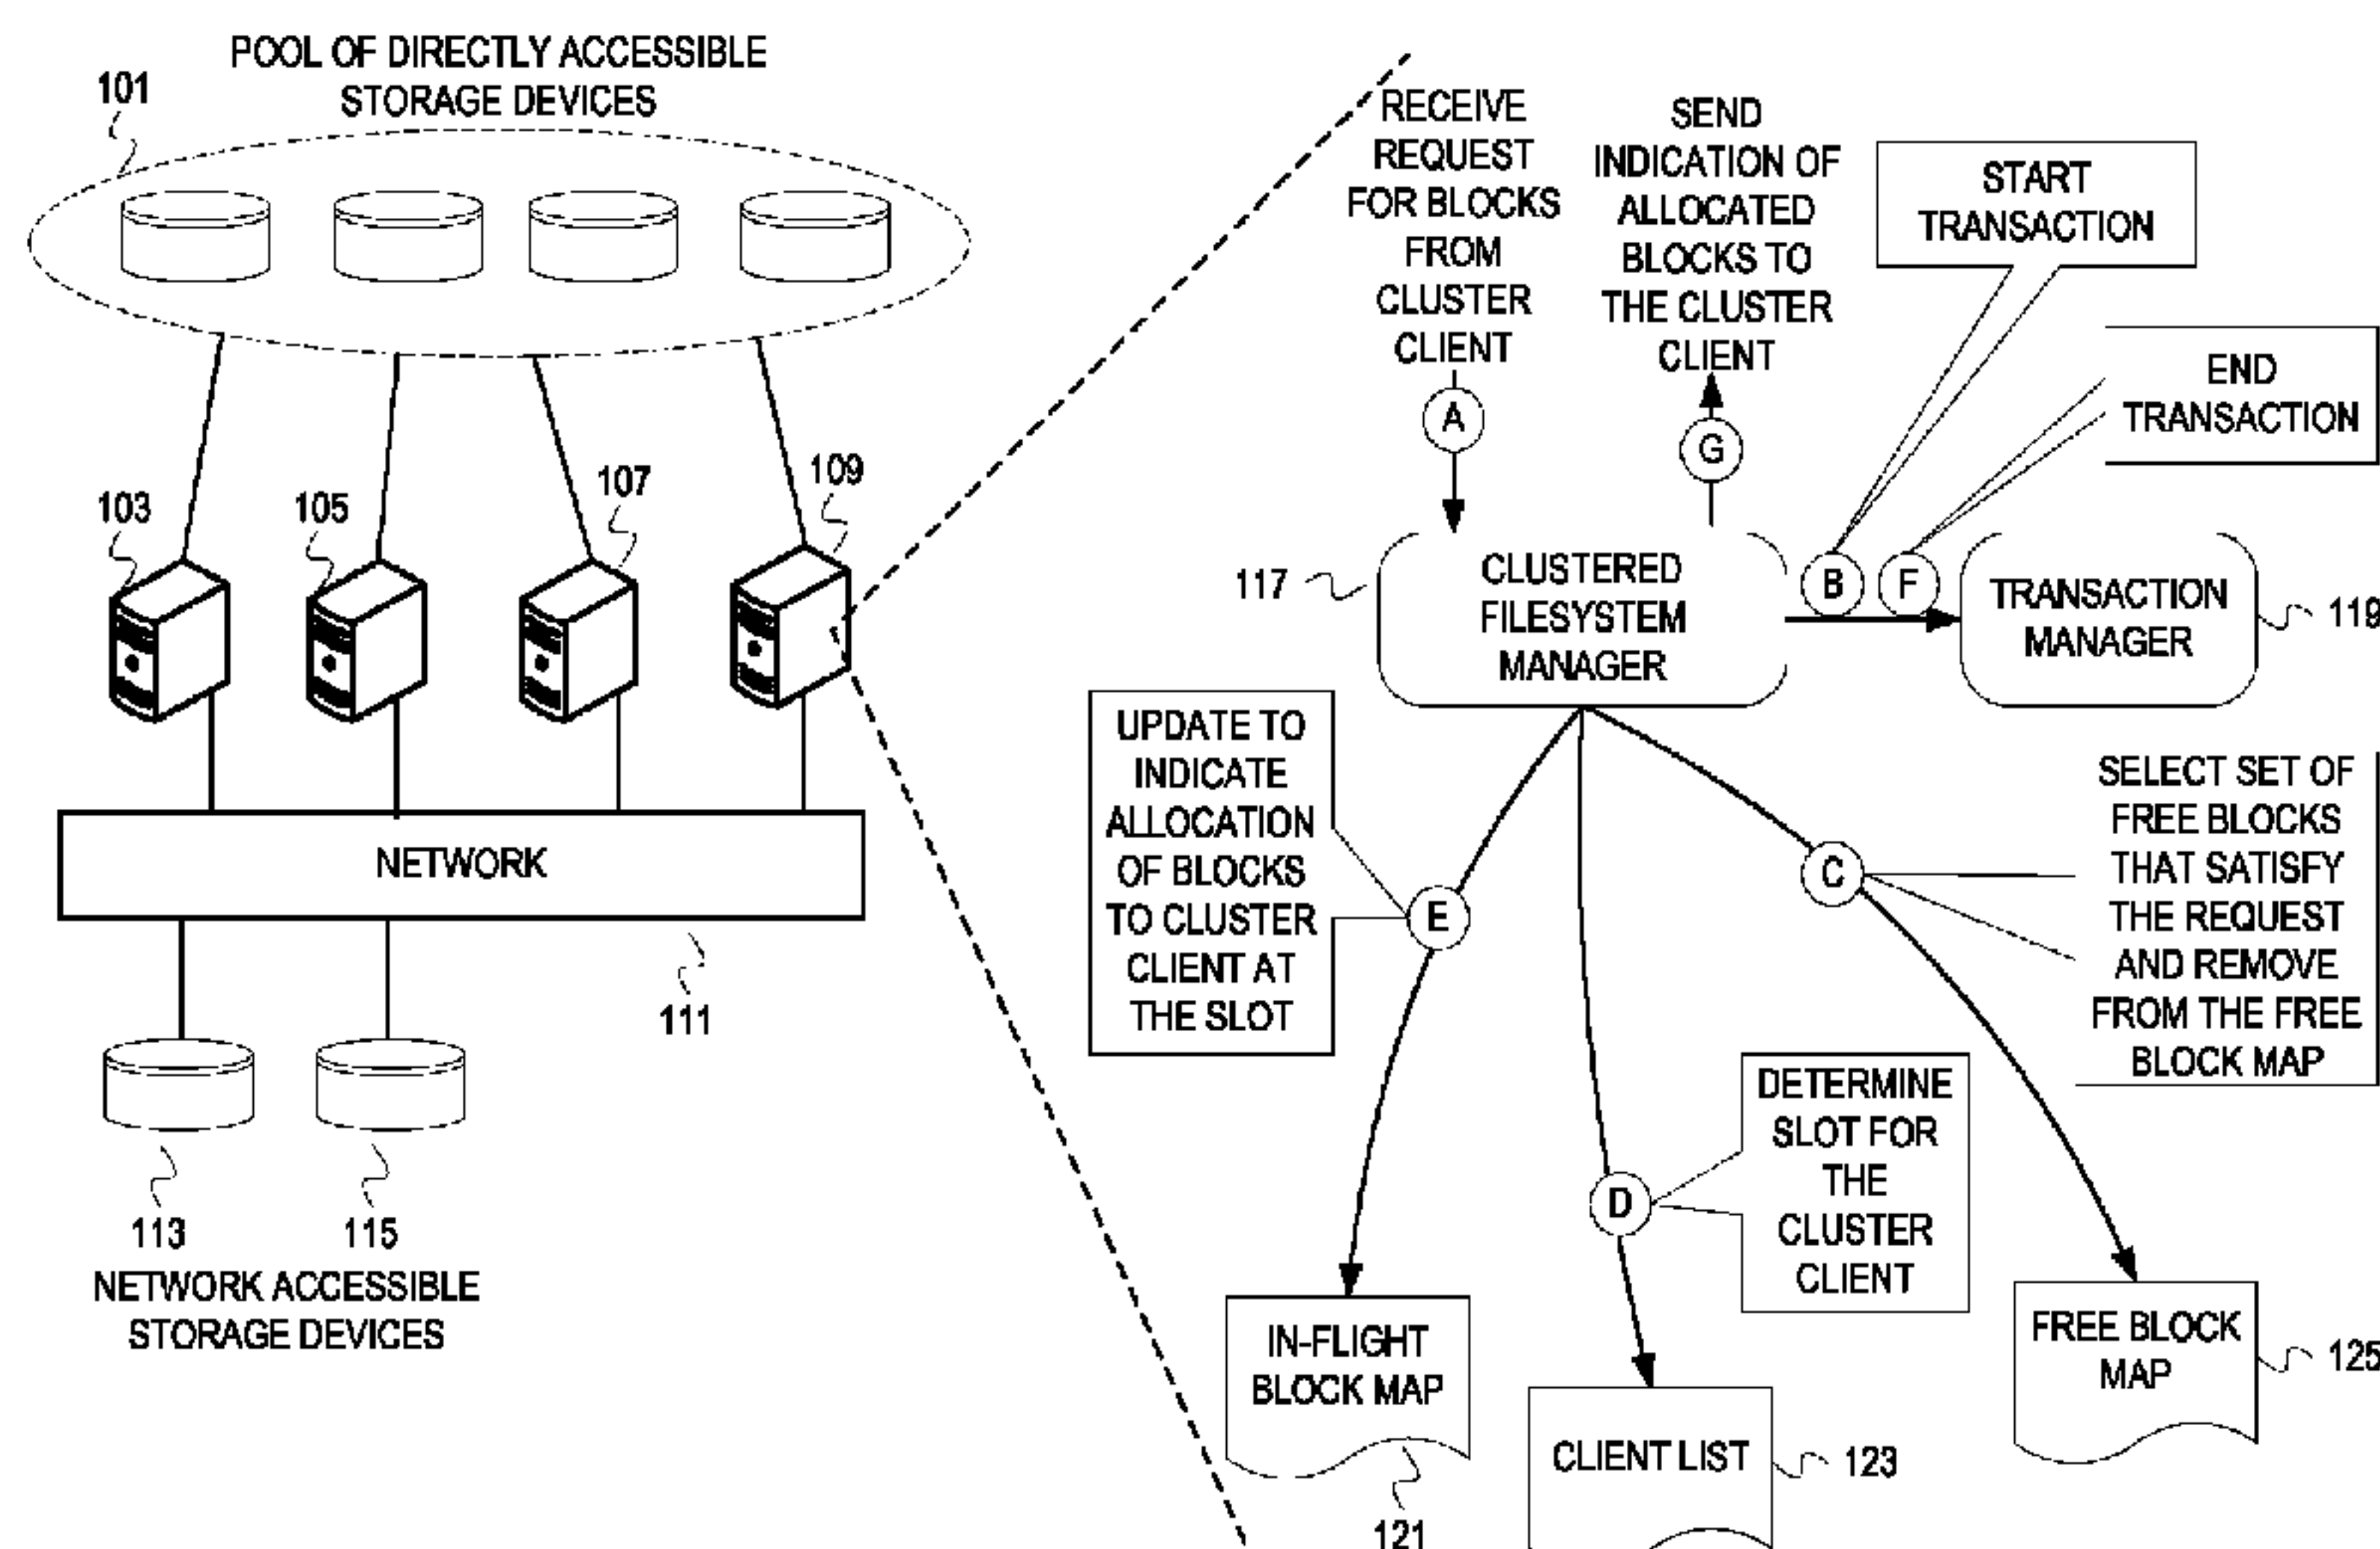 POOL OF DIRECTLY ACCESSIBLE
STORAGE DEVICES
101
103
105
107
109
NETWORK
111
113
115
NETWORK ACCESSIBLE
STORAGE DEVICES
RECEIVE
REQUEST
FOR BLOCKS
FROM
CLUSTER
CLIENT
A
SEND
INDICATION OF
ALLOCATED
BLOCKS TO
THE CLUSTER
CLIENT
G
START
TRANSACTION
END
TRANSACTION
117
CLUSTERED
FILESYSTEM
MANAGER
B
F
TRANSACTION
MANAGER
119
UPDATE TO
INDICATE
ALLOCATION
OF BLOCKS
TO CLUSTER
CLIENT AT
THE SLOT
E
C
SELECT SET OF
FREE BLOCKS
THAT SATISFY
THE REQUEST
AND REMOVE
FROM THE FREE
BLOCK MAP
D
DETERMINE
SLOT FOR
THE
CLUSTER
CLIENT
IN-FLIGHT
BLOCK MAP
121
CLIENT LIST
123
FREE BLOCK
MAP
125